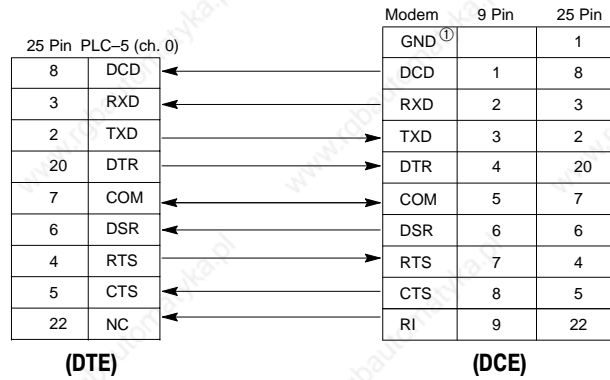 Modem 9 Pin 25 Pin
25 Pin PLC–5 (ch. 0)
GND① 1
8 DCD DCD 1 8
3 RXD RXD 2 3
2 TXD TXD 3 2
20 DTR DTR 4 20
7 COM COM 5 7
6 DSR DSR 6 6
4 RTS RTS 7 4
5 CTS CTS 8 5
22 NC RI 9 22
(DTE) (DCE)
www.rgbautomatyka.pl